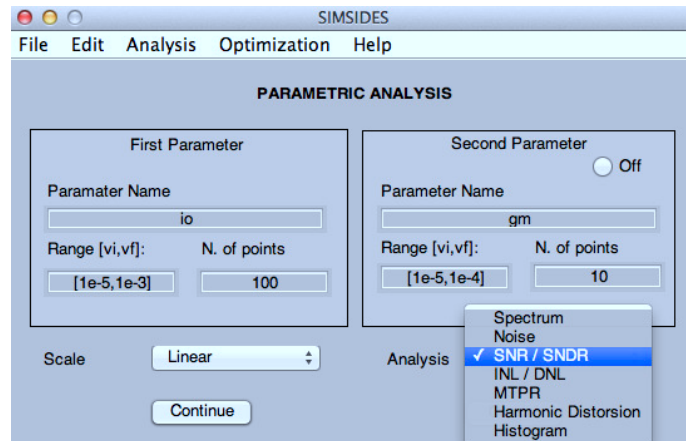 SIMSIDES
File Edit Analysis Optimization Help
PARAMETRIC ANALYSIS
First Parameter
Paramater Name
io
Range [vi,vf]: N. of points
[1e-5,1e-3] 100
Second Parameter
Off
Parameter Name
gm
Range [vi,vf]: N. of points
[1e-5,1e-4] 10
Scale Linear
Analysis
Spectrum
Noise
✓ SNR / SNDR
INL / DNL
MTPR
Harmonic Distorsion
Histogram
Continue